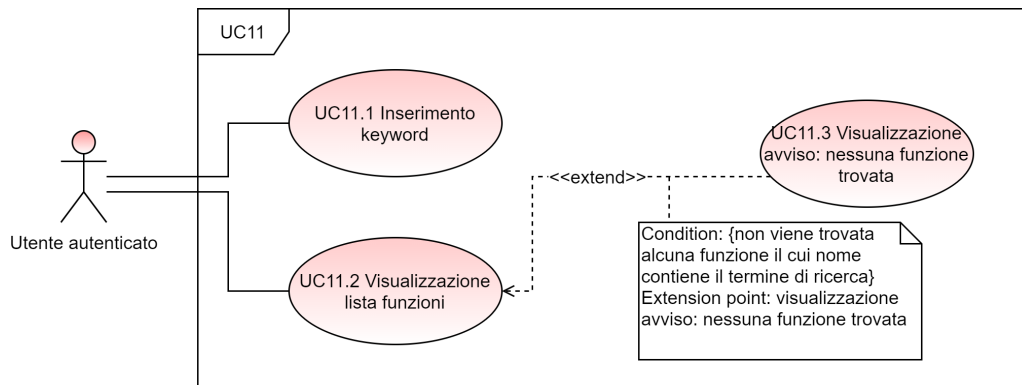 UC11
UC11.1 Inserimento
keyword
UC11.3 Visualizzazione
avviso: nessuna funzione
trovata
<<extend>>
Utente autenticato
Condition: {non viene trovata
alcuna funzione il cui nome
contiene il termine di ricerca}
Extension point: visualizzazione
avviso: nessuna funzione trovata
UC11.2 Visualizzazione
lista funzioni